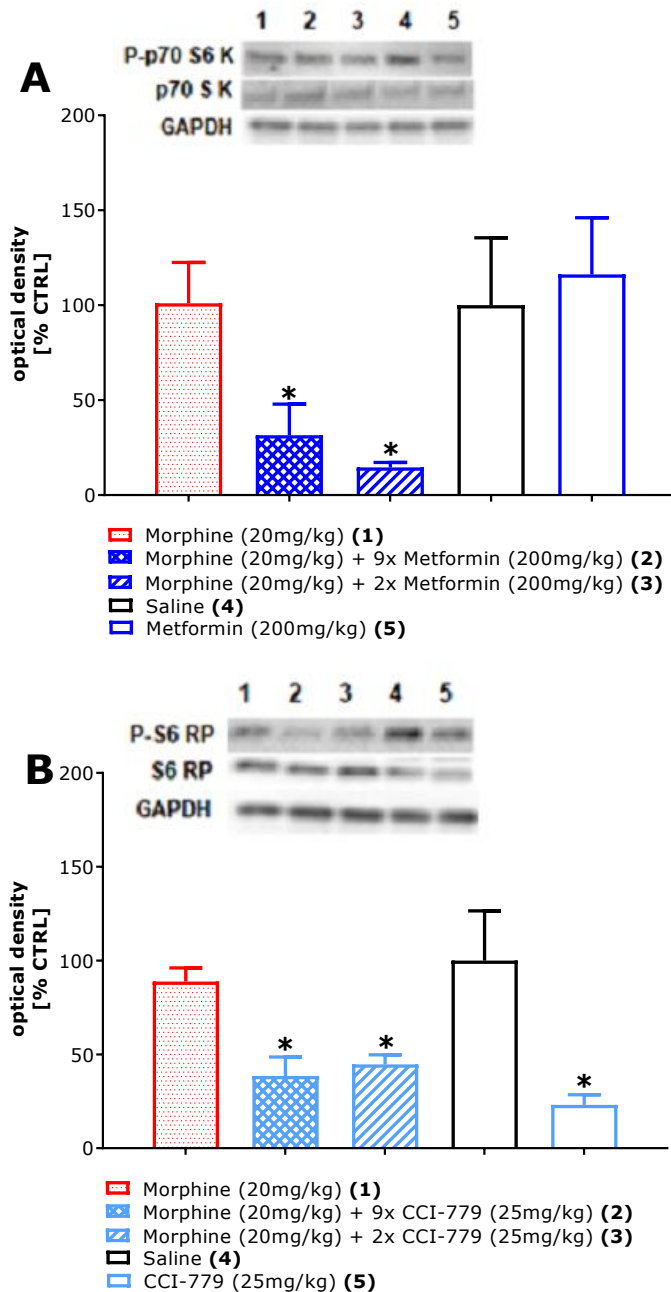 1 2 3 4 5
P-p70 S6 K
A
p70 S K
GAPDH
200
150
100
50
0
optical density
[% CTRL]
*
*
Morphine (20mg/kg) (1)
Morphine (20mg/kg) + 9x Metformin (200mg/kg) (2)
Morphine (20mg/kg) + 2x Metformin (200mg/kg) (3)
Saline (4)
Metformin (200mg/kg) (5)
1 2 3 4 5
P-S6 RP
B
S6 RP
GAPDH
200
150
100
50
0
optical density
[% CTRL]
*
*
*
Morphine (20mg/kg) (1)
Morphine (20mg/kg) + 9x CCI-779 (25mg/kg) (2)
Morphine (20mg/kg) + 2x CCI-779 (25mg/kg) (3)
Saline (4)
CCI-779 (25mg/kg) (5)